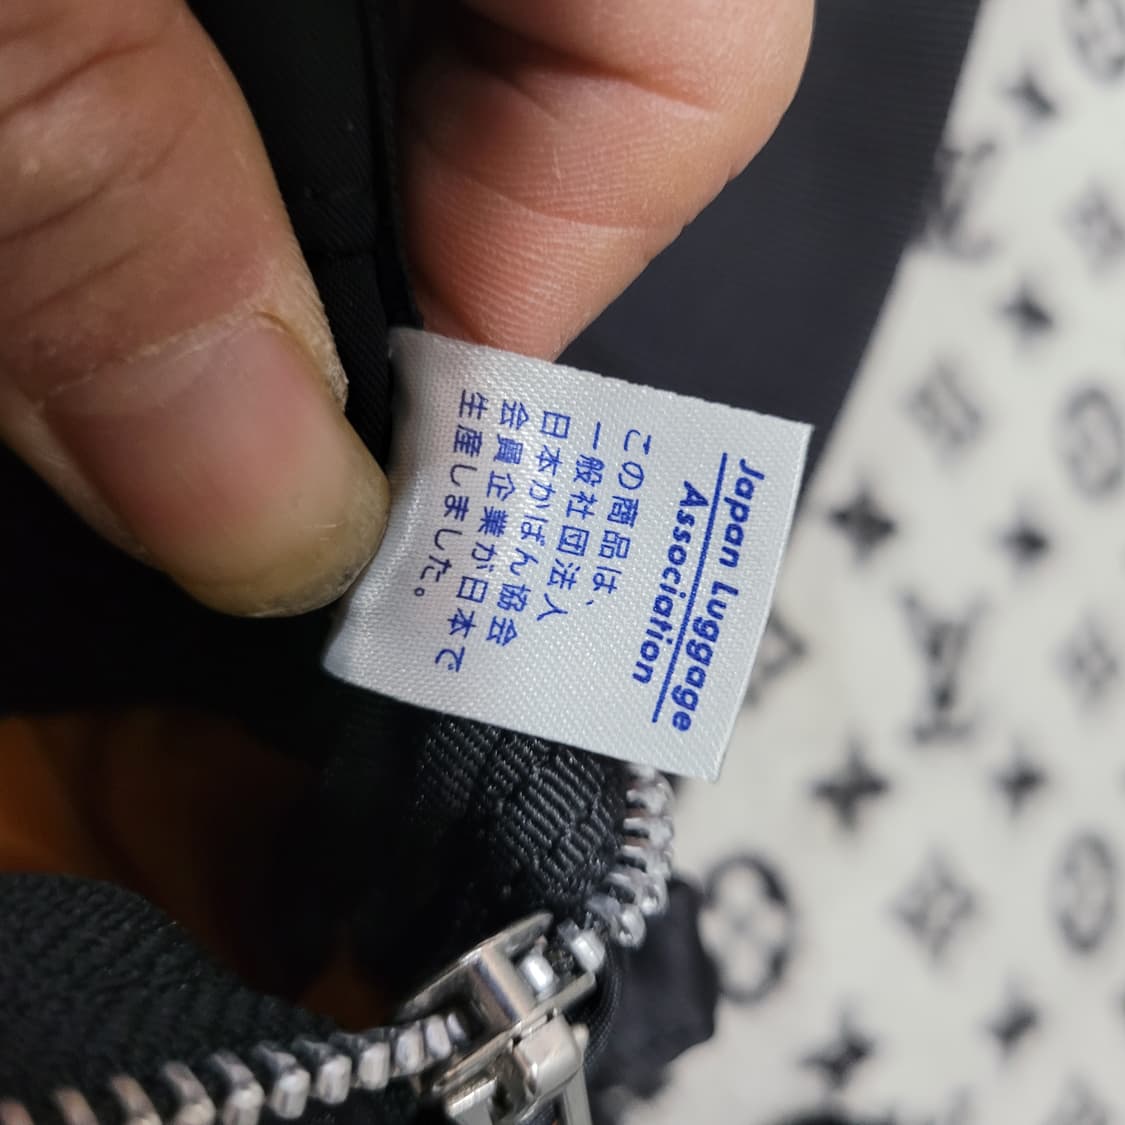 Japan Luggage
Association
この商品は、
一般社団法人
日本かばん協会
会員企業が日本で
生産しました。